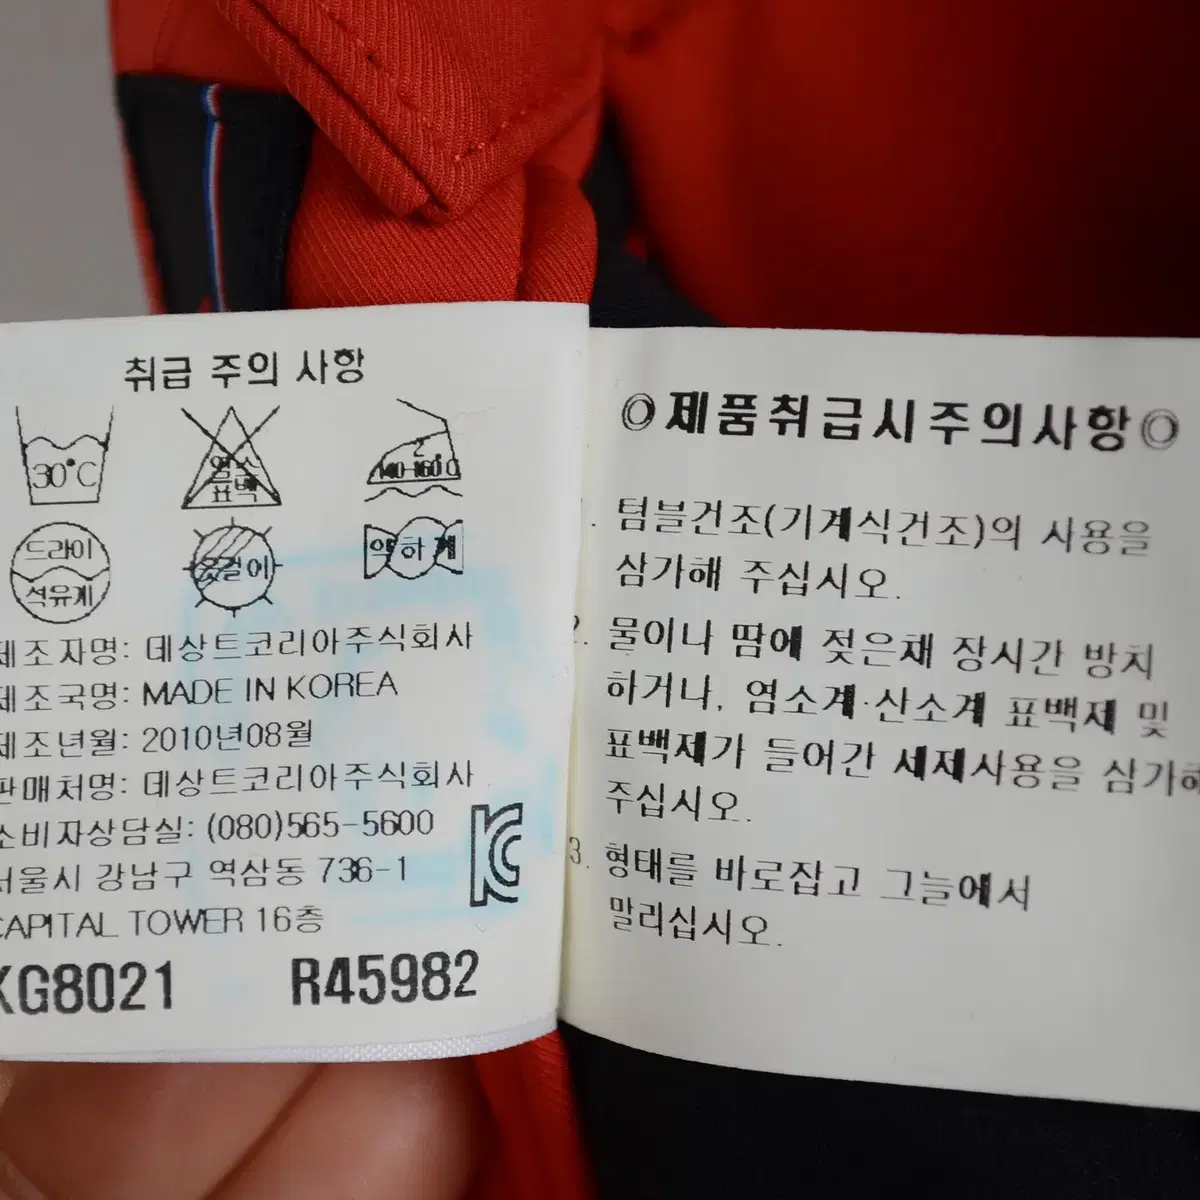 취급 주의 사항
30°C
염소
표백
2
140-160°C
드라이
석유계
옷걸이
약하게
제조자명: 데상트코리아주식회사
제조국명: MADE IN KOREA
제조년월: 2010년08월
판매처명: 데상트코리아주식회사
소비자상담실: (080)565-5600
서울시 강남구 역삼동 736-1
CAPITAL TOWER 16층
KC
KG8021 R45982
◎제품취급시주의사항◎
1. 텀블건조(기계식건조)의 사용을
삼가해 주십시오.
2. 물이나 땀에 젖은채 장시간 방치
하거나, 염소계·산소계 표백제 및
표백제가 들어간 세제사용을 삼가해
주십시오.
3. 형태를 바로잡고 그늘에서
말리십시오.